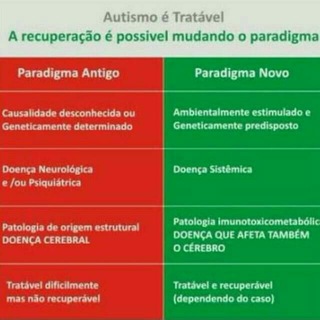 Autismo é Tratável
A recuperação é possivel mudando o paradigma
Paradigma Antigo
Paradigma Novo
Causalidade desconhecida ou
Geneticamente determinado
Ambientalmente estimulado e
Geneticamente predisposto
Doença Neurológica
e /ou Psiquiátrica
Doença Sistêmica
Patologia de origem estrutural
DOENÇA CEREBRAL
Patologia imunotoxicometabólic
DOENÇA QUE AFETA TAMBÉM
O CÉREBRO
Tratável dificilmente
mas não recuperável
Tratável e recuperável
(dependendo do caso)